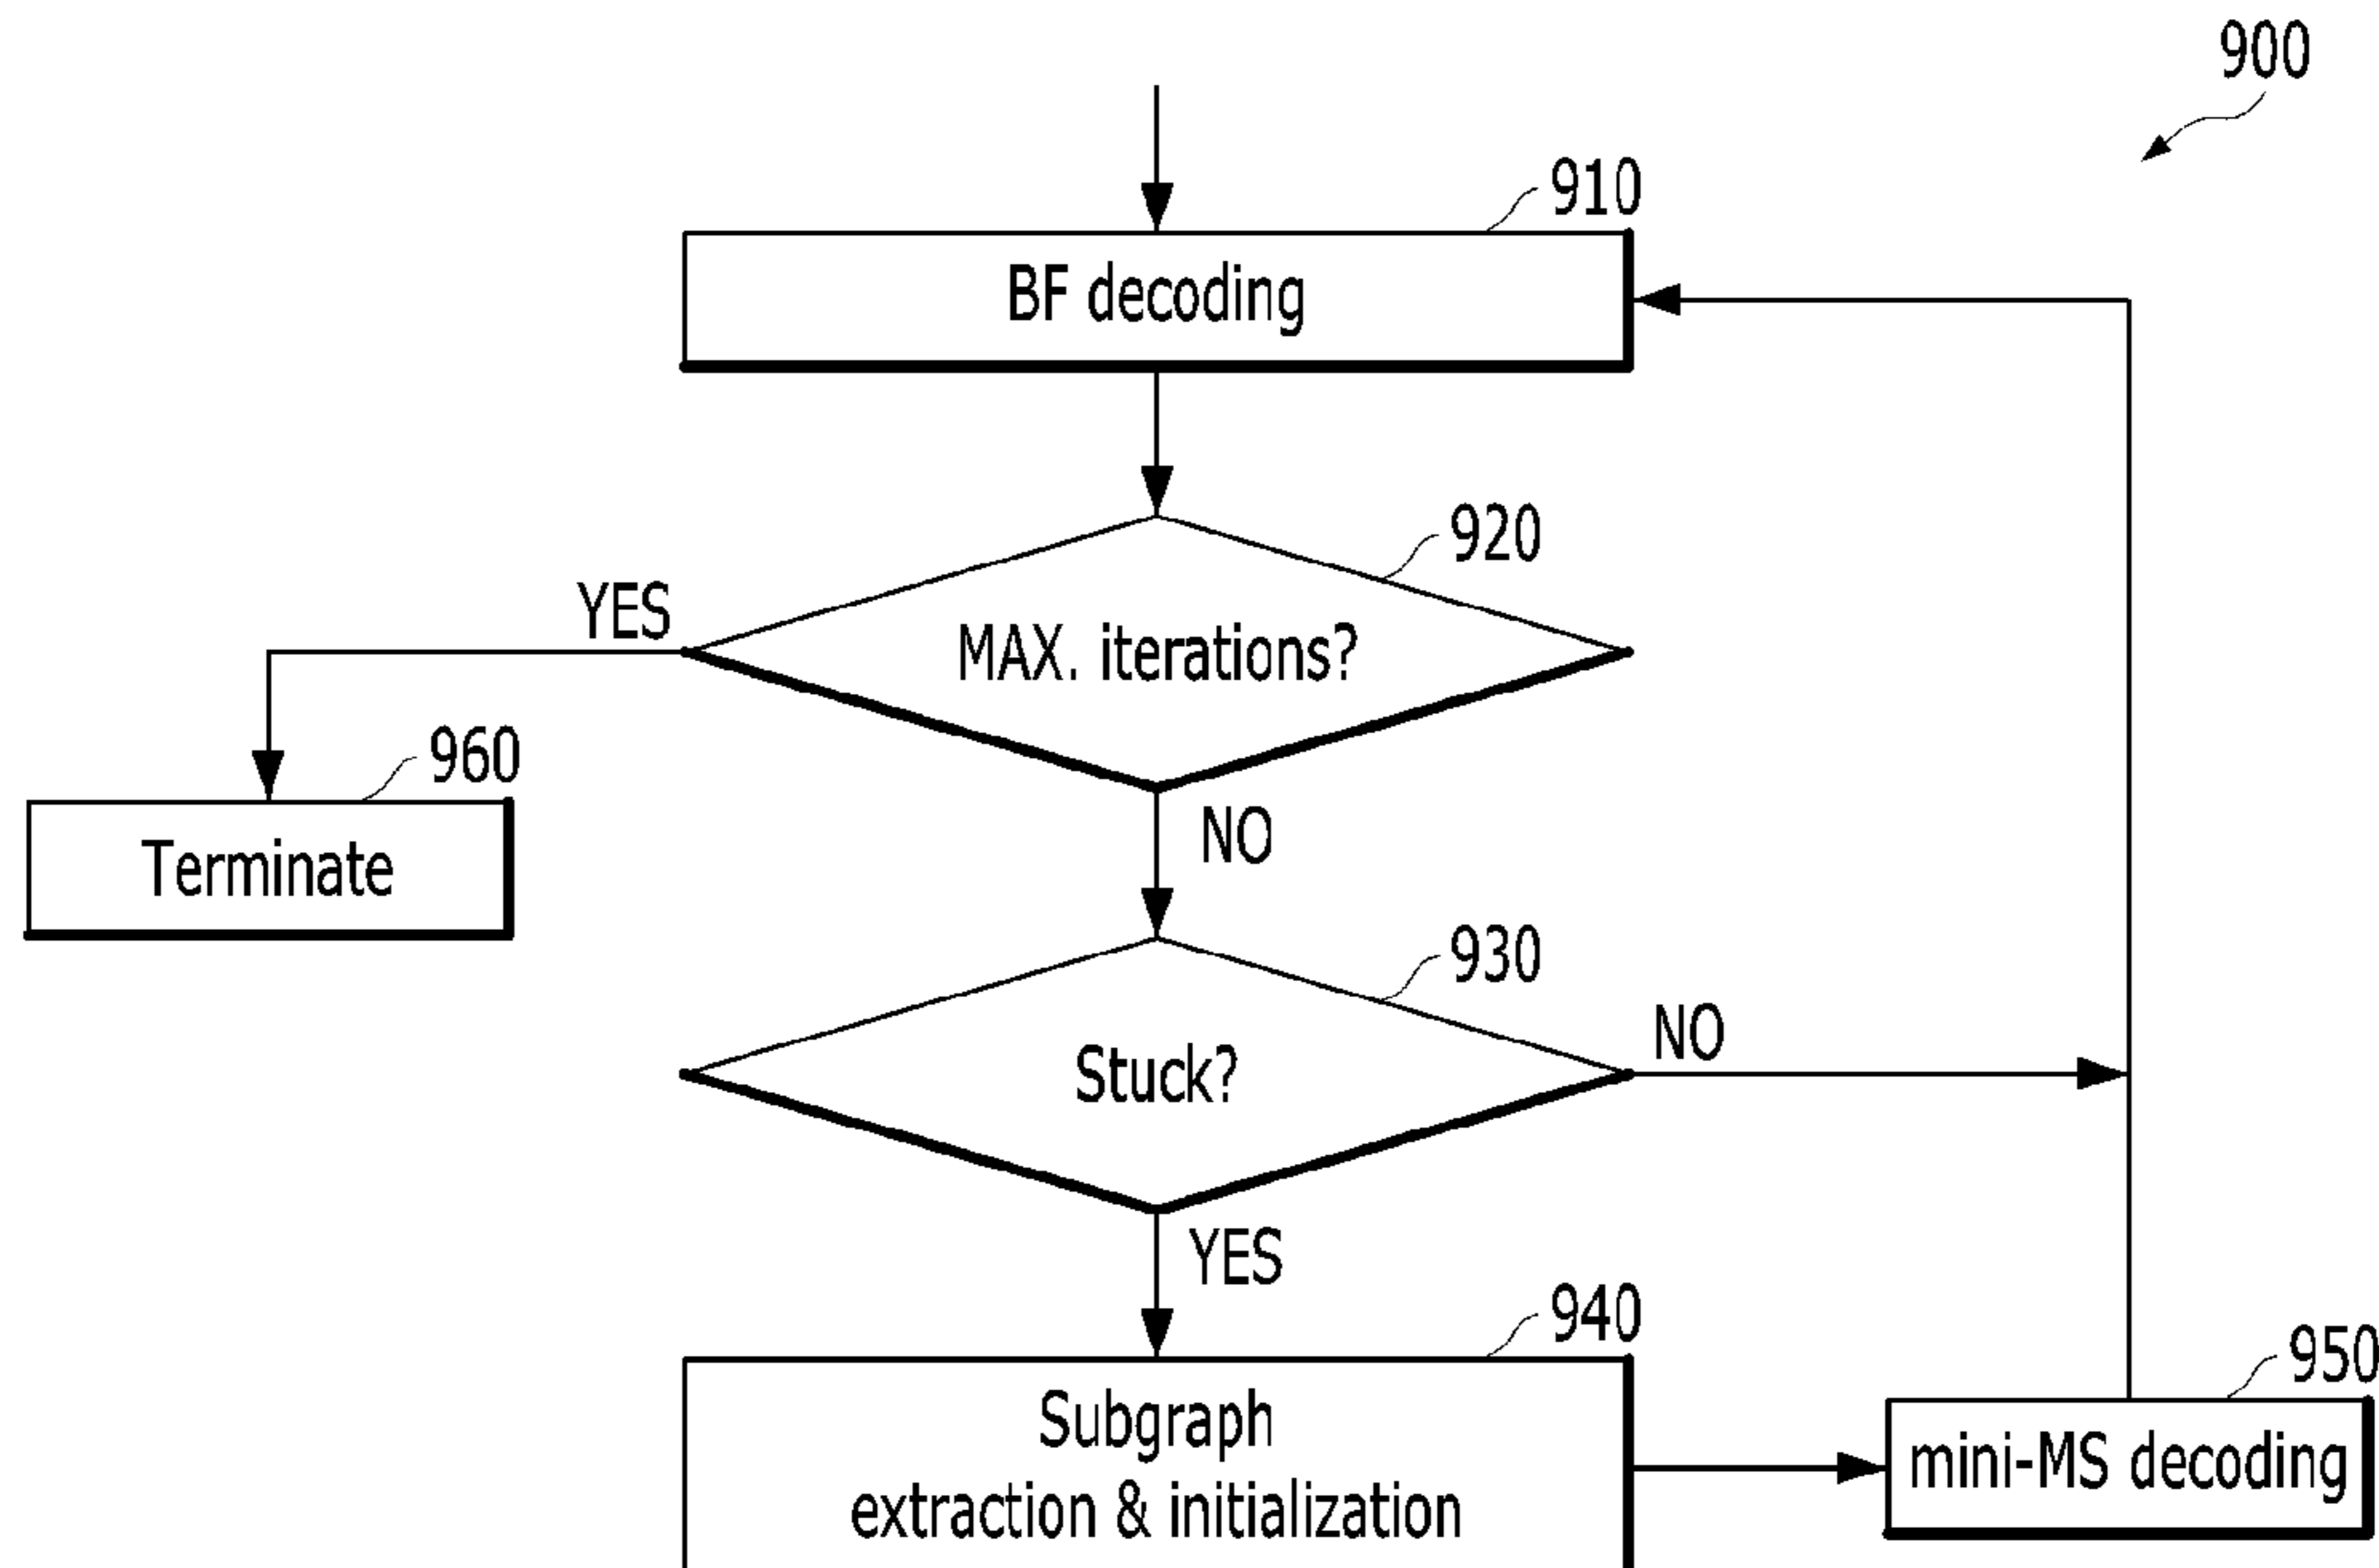 900
910
BF decoding
920
YES
MAX. iterations?
960
Terminate
NO
930
NO
Stuck?
YES
940
Subgraph
extraction & initialization
950
mini-MS decoding